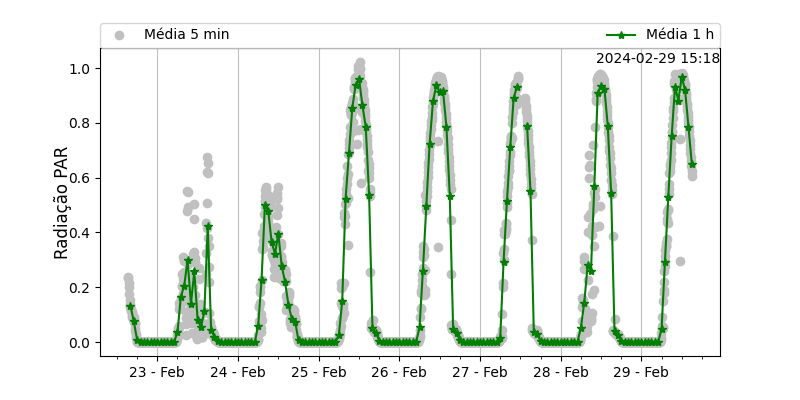 Média 5 min
Média 1 h
2024-02-29 15:18
Radiação PAR
1.0
0.8
0.6
0.4
0.2
0.0
23 - Feb
24 - Feb
25 - Feb
26 - Feb
27 - Feb
28 - Feb
29 - Feb